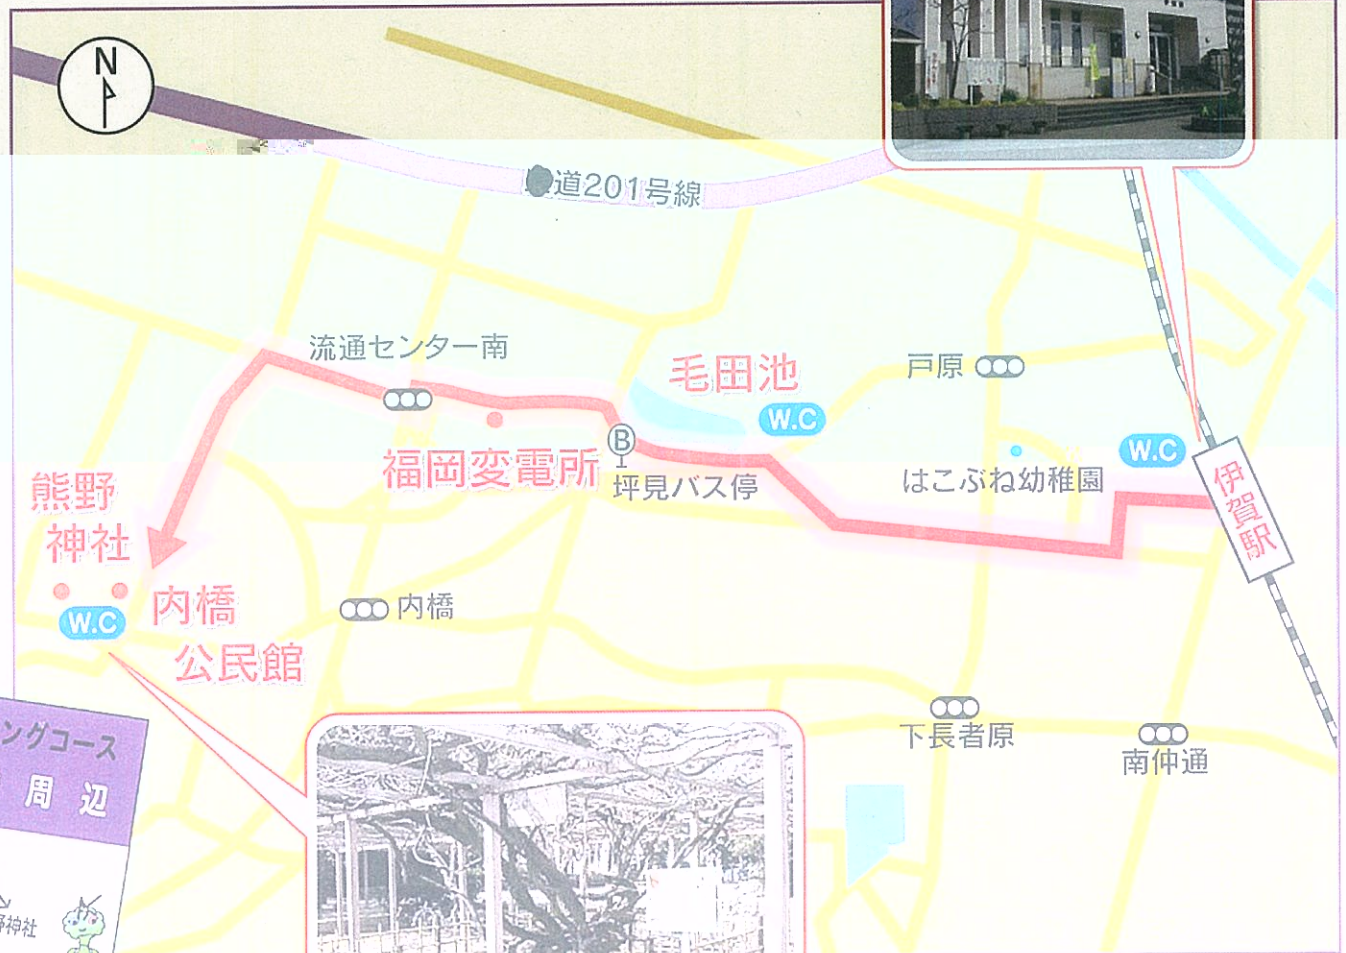 N
道201号線
流通センター南
毛田池
W.C
戸原
W.C
福岡変電所
B
坪見バス停
はこぶね幼稚園
伊賀駅
熊野
神社
W.C
内橋
公民館
内橋
下長者原
南仲通
ングコース
周辺
野神社